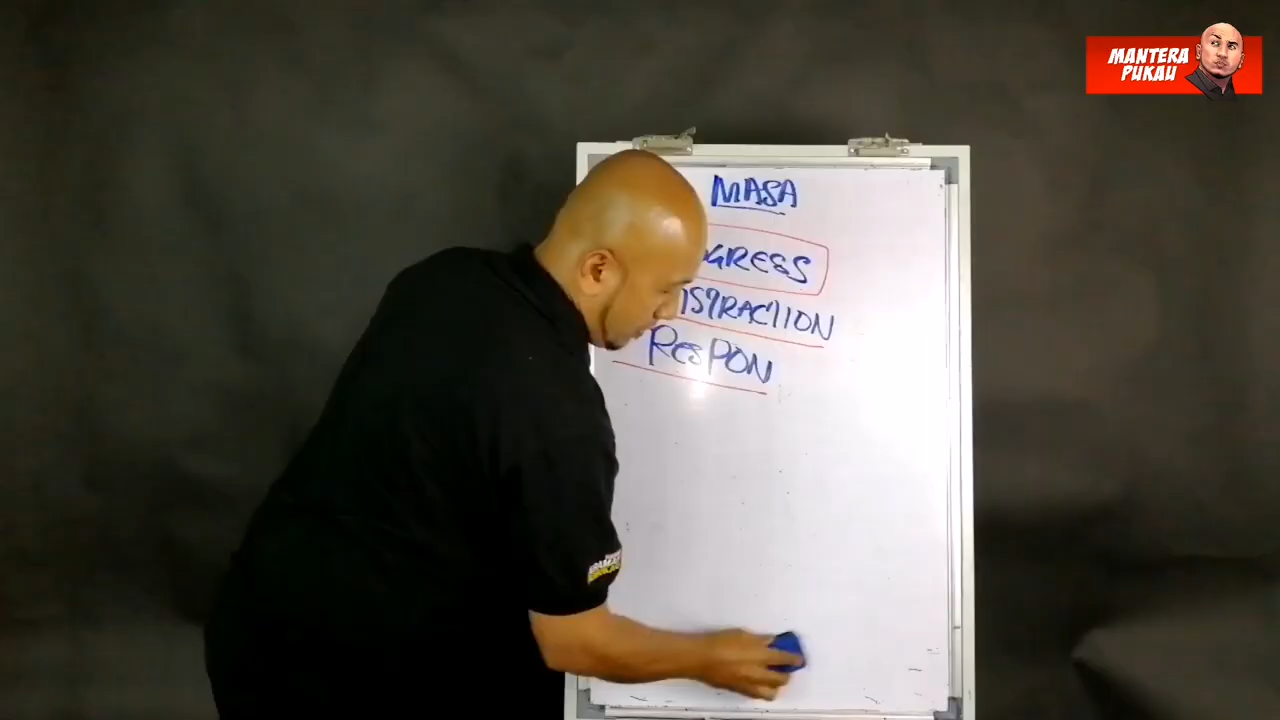 MANTERA
PUKAU
MASA
GRESS
ISTRACTION
RESPON